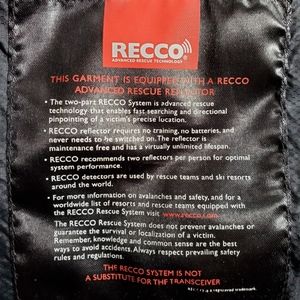 RECCO
ADVANCED RESCUE TECHNOLOGY
THIS GARMENT IS EQUIPPED WITH A RECCO
ADVANCED RESCUE REFLECTOR
• The two-part RECCO System is advanced rescue
technology that enables fast searching and directional
pinpointing of a victim's precise location.
• RECCO reflector requires no training, no batteries, and
never needs to be switched on. The reflector is
maintenance free and has a virtually unlimited lifespan.
• RECCO recommends two reflectors per person for optimal
system performance.
• RECCO detectors are used by rescue teams and ski resorts
around the world.
• For more information on avalanches and safety, and for a
worldwide list of resorts and rescue teams equipped
with the RECCO System visit www.recco.com
The RECCO Rescue System does not prevent avalanches or
guarantee the survival or localization of a victim.
Remember, knowledge and common sense are the best
ways to avoid accidents. Always respect prevailing safety
rules and regulations.
THE RECCO SYSTEM IS NOT
A SUBSTITUTE FOR THE TRANSCEIVER
RECCO is a registered trademark.